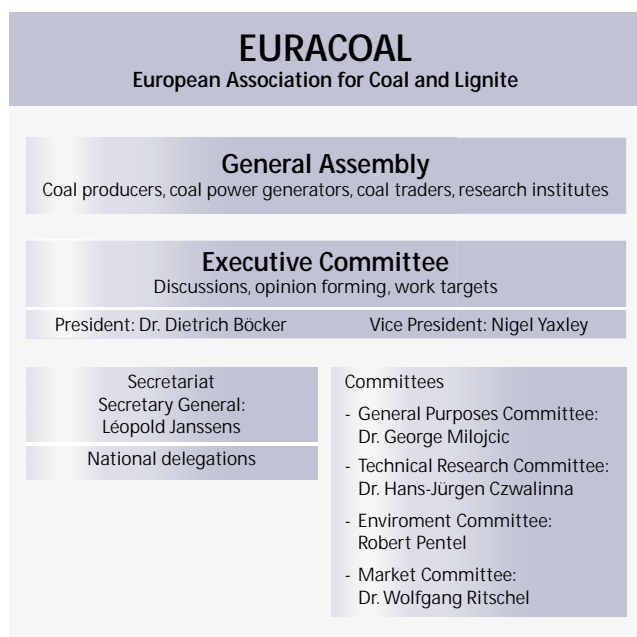 EURACOAL
European Association for Coal and Lignite
General Assembly
Coal producers, coal power generators, coal traders, research institutes
Executive Committee
Discussions, opinion forming, work targets
President: Dr. Dietrich Böcker
Vice President: Nigel Yaxley
Secretariat
Secretary General:
Léopold Janssens
National delegations
Committees
- General Purposes Committee:
Dr. George Milojcic
- Technical Research Committee:
Dr. Hans-Jürgen Czwalinna
- Enviroment Committee:
Robert Pentel
- Market Committee:
Dr. Wolfgang Ritschel